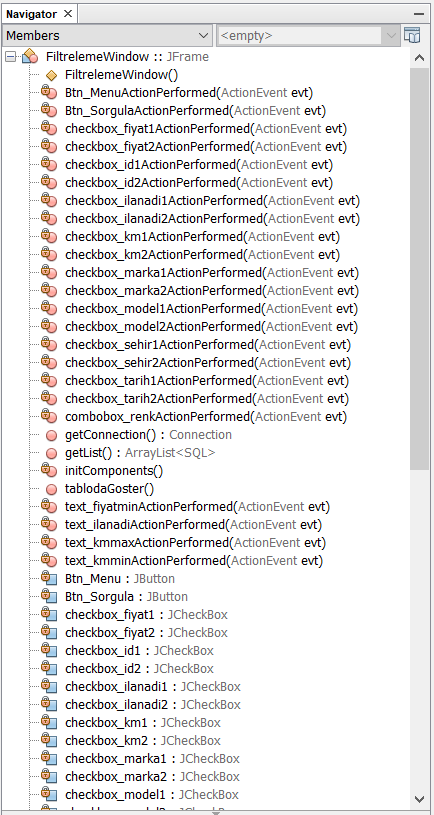 Navigator
Members
<empty>
FiltrelemeWindow :: JFrame
FiltrelemeWindow()
Btn_MenuActionPerformed(ActionEvent evt)
Btn_SorgulaActionPerformed(ActionEvent evt)
checkbox_fiyat1ActionPerformed(ActionEvent evt)
checkbox_fiyat2ActionPerformed(ActionEvent evt)
checkbox_id1ActionPerformed(ActionEvent evt)
checkbox_id2ActionPerformed(ActionEvent evt)
checkbox_ilanadi1ActionPerformed(ActionEvent evt)
checkbox_ilanadi2ActionPerformed(ActionEvent evt)
checkbox_km1ActionPerformed(ActionEvent evt)
checkbox_km2ActionPerformed(ActionEvent evt)
checkbox_marka1ActionPerformed(ActionEvent evt)
checkbox_marka2ActionPerformed(ActionEvent evt)
checkbox_model1ActionPerformed(ActionEvent evt)
checkbox_model2ActionPerformed(ActionEvent evt)
checkbox_sehir1ActionPerformed(ActionEvent evt)
checkbox_sehir2ActionPerformed(ActionEvent evt)
checkbox_tarih1ActionPerformed(ActionEvent evt)
checkbox_tarih2ActionPerformed(ActionEvent evt)
combobox_renkActionPerformed(ActionEvent evt)
getConnection() : Connection
getList() : ArrayList<SQL>
initComponents()
tablodaGoster()
text_fiyatminActionPerformed(ActionEvent evt)
text_ilanadiActionPerformed(ActionEvent evt)
text_kmmaxActionPerformed(ActionEvent evt)
text_kmminActionPerformed(ActionEvent evt)
Btn_Menu : JButton
Btn_Sorgula : JButton
checkbox_fiyat1 : JCheckBox
checkbox_fiyat2 : JCheckBox
checkbox_id1 : JCheckBox
checkbox_id2 : JCheckBox
checkbox_ilanadi1 : JCheckBox
checkbox_ilanadi2 : JCheckBox
checkbox_km1 : JCheckBox
checkbox_km2 : JCheckBox
checkbox_marka1 : JCheckBox
checkbox_marka2 : JCheckBox
checkbox_model1 : JCheckBox